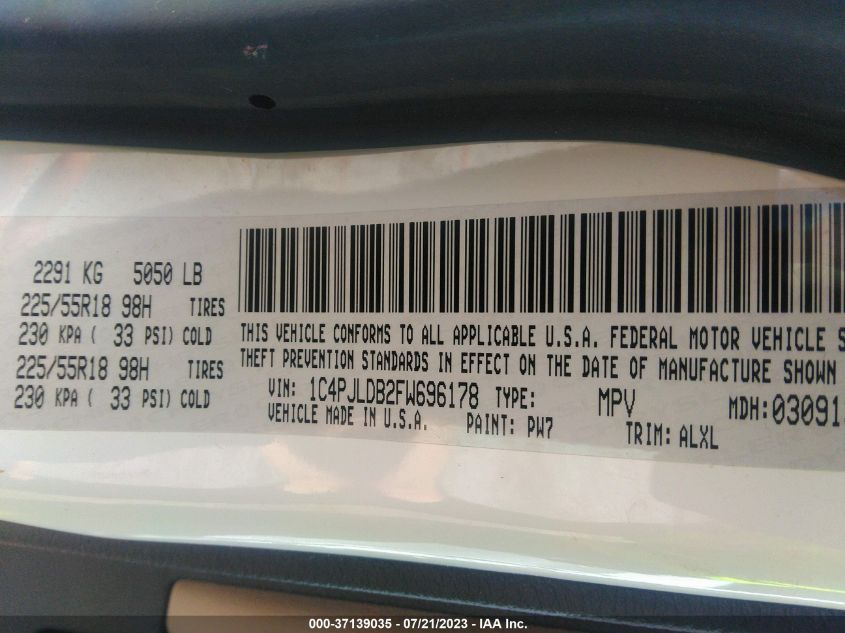 2291 KG 5050 LB
225/55R18 98H TIRES
230 KPA ( 33 PSI) COLD
225/55R18 98H TIRES
230 KPA ( 33 PSI) COLD
THIS VEHICLE CONFORMS TO ALL APPLICABLE U.S.A. FEDERAL MOTOR VEHICLE S
THEFT PREVENTION STANDARDS IN EFFECT ON THE DATE OF MANUFACTURE SHOWN
VIN: 1C4PJLDB2FW696178 TYPE: MPV MDH: 03091
VEHICLE MADE IN U.S.A. PAINT: PW7 TRIM: ALXL
000-37139035 - 07/21/2023 - IAA Inc.